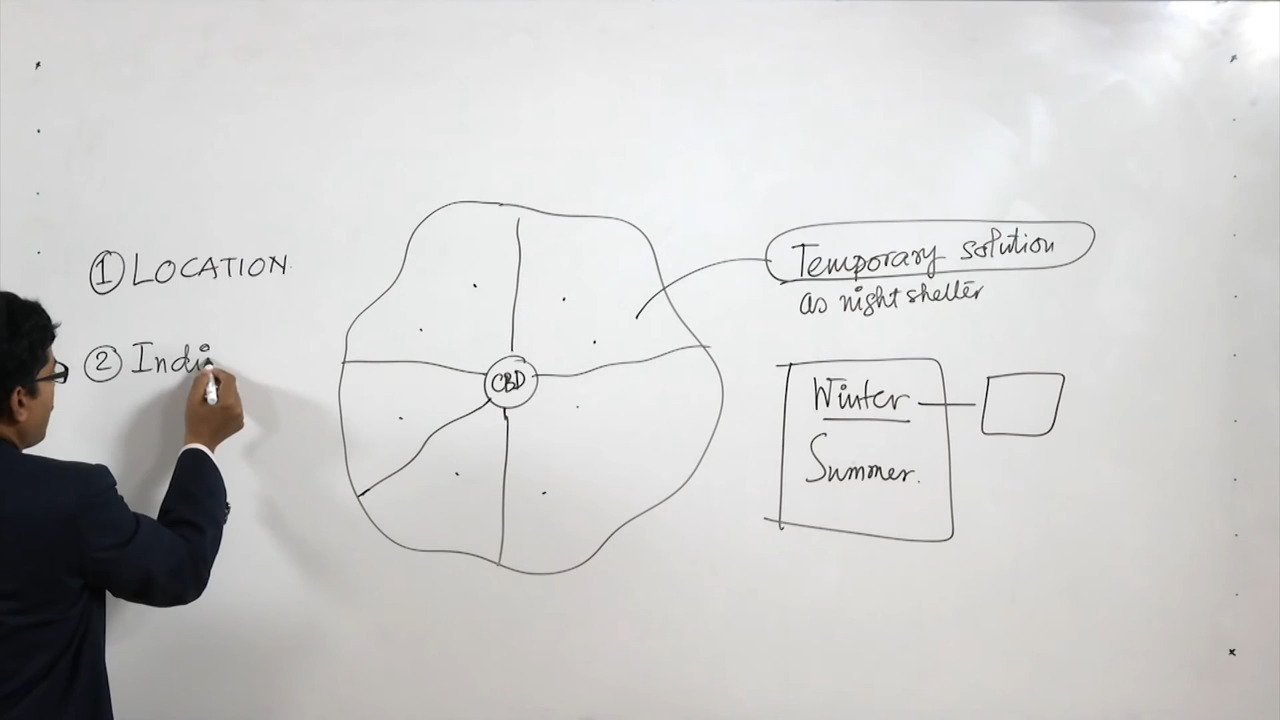 ① LOCATION
② Indi
CBD
Temporary solution
as night shelter
Winter
Summer.